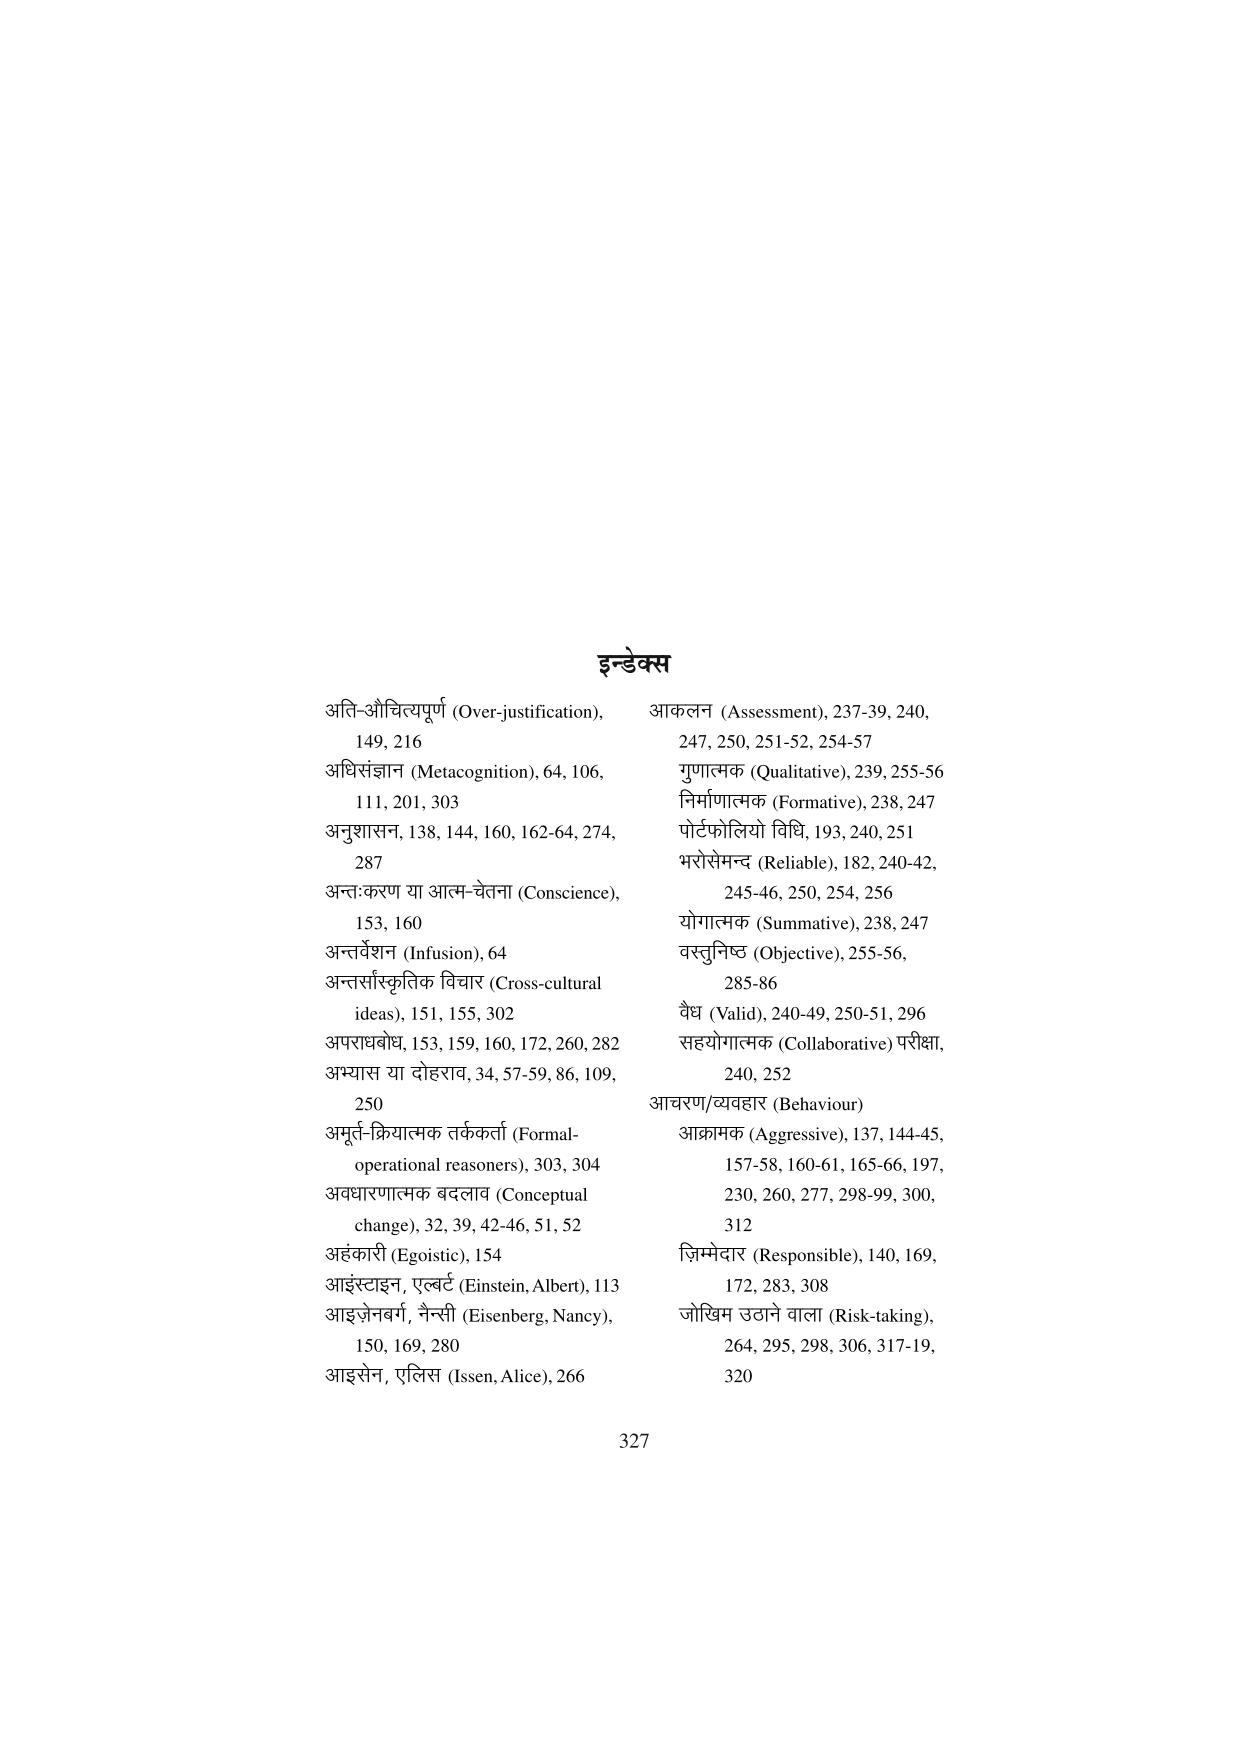 इन्डेक्स
अति-औचित्यपूर्ण (Over-justification),
149, 216
अधिसंज्ञान (Metacognition), 64, 106,
111, 201, 303
अनुशासन, 138, 144, 160, 162-64, 274,
287
अन्तःकरण या आत्म-चेतना (Conscience),
153, 160
अन्तर्वेशन (Infusion), 64
अन्तर्सांस्कृतिक विचार (Cross-cultural
ideas), 151, 155, 302
अपराधबोध, 153, 159, 160, 172, 260, 282
अभ्यास या दोहराव, 34, 57-59, 86, 109,
250
अमूर्त-क्रियात्मक तर्ककर्ता (Formal-
operational reasoners), 303, 304
अवधारणात्मक बदलाव (Conceptual
change), 32, 39, 42-46, 51, 52
अहंकारी (Egoistic), 154
आइंस्टाइन, एल्बर्ट (Einstein, Albert), 113
आइज़ेनबर्ग, नैन्सी (Eisenberg, Nancy),
150, 169, 280
आइसेन, एलिस (Issen, Alice), 266
आकलन (Assessment), 237-39, 240,
247, 250, 251-52, 254-57
गुणात्मक (Qualitative), 239, 255-56
निर्माणात्मक (Formative), 238, 247
पोर्टफोलियो विधि, 193, 240, 251
भरोसेमन्द (Reliable), 182, 240-42,
245-46, 250, 254, 256
योगात्मक (Summative), 238, 247
वस्तुनिष्ठ (Objective), 255-56,
285-86
वैध (Valid), 240-49, 250-51, 296
सहयोगात्मक (Collaborative) परीक्षा,
240, 252
आचरण/व्यवहार (Behaviour)
आक्रामक (Aggressive), 137, 144-45,
157-58, 160-61, 165-66, 197,
230, 260, 277, 298-99, 300,
312
ज़िम्मेदार (Responsible), 140, 169,
172, 283, 308
जोखिम उठाने वाला (Risk-taking),
264, 295, 298, 306, 317-19,
320
327